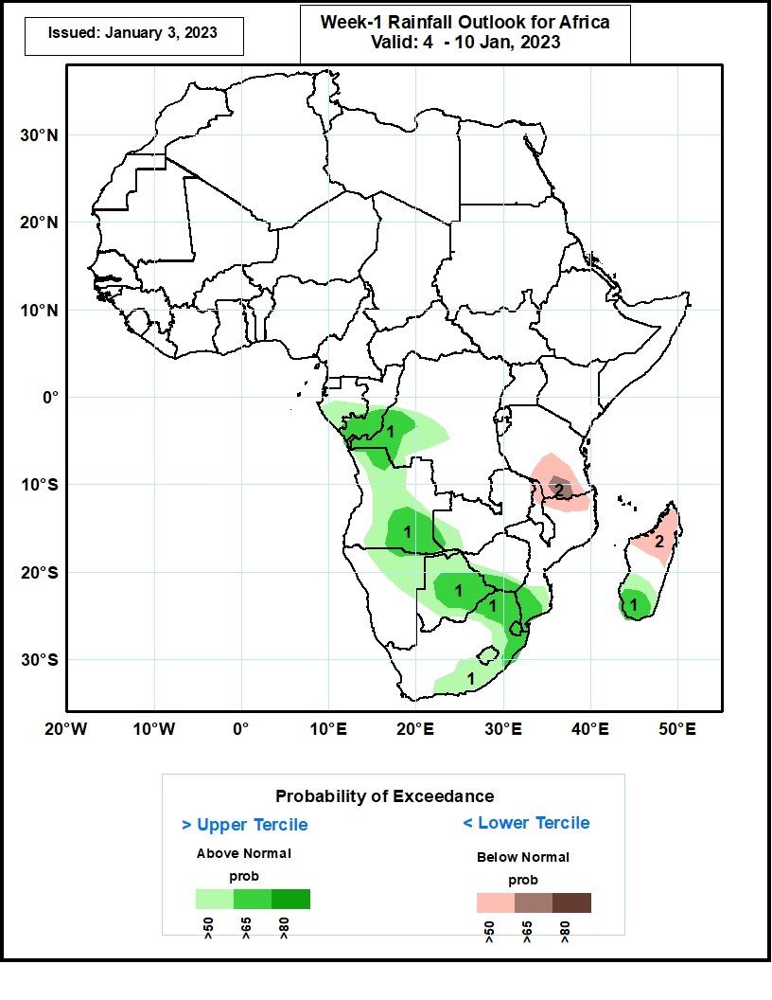 Issued: January 3, 2023
Week-1 Rainfall Outlook for Africa
Valid: 4 - 10 Jan, 2023
30°N
20°N
10°N
0°
10°S
20°S
30°S
1
2
1
2
1
1
1
1
20°W
10°W
0°
10°E
20°E
30°E
40°E
50°E
Probability of Exceedance
> Upper Tercile
< Lower Tercile
Above Normal
Below Normal
prob
prob
>50
>65
>80
>50
>65
>80